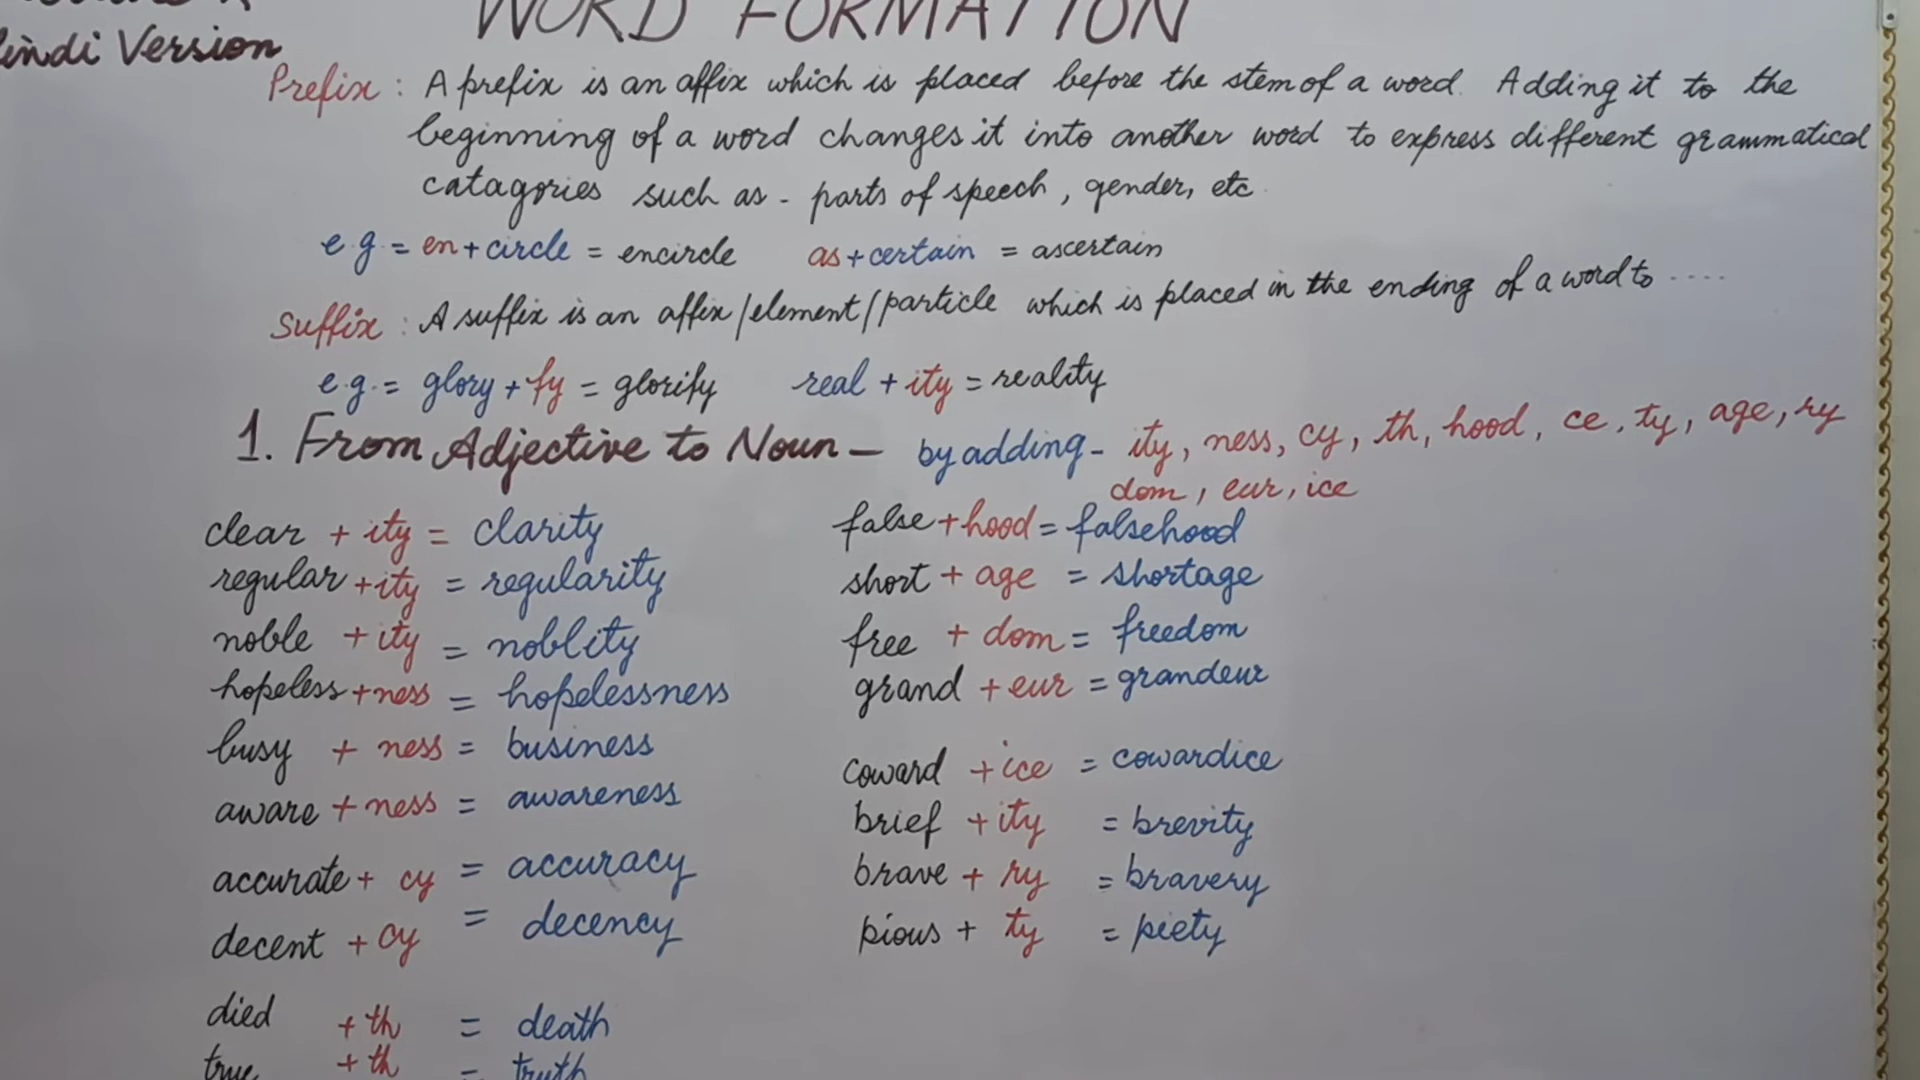 WORD FORMATION
Hindi Version
Prefix : A prefix is an affix which is placed before the stem of a word. Adding it to the
beginning of a word changes it into another word to express different grammatical
catagories such as - parts of speech, gender, etc
e.g = en + circle = encircle as + certain = ascertain
Suffix : A suffix is an affix/element/particle which is placed in the ending of a word to ....
e.g. = glory + fy = glorify real + ity = reality
1. From Adjective to Noun - by adding - ity, ness, cy, th, hood, ce, ty, age, ry
dom, eur, ice
clear + ity = clarity
regular + ity = regularity
noble + ity = noblity
hopeless + ness = hopelessness
busy + ness = business
aware + ness = awareness
accurate + cy = accuracy
decent + cy = decency
died + th = death
true + th = truth
false + hood = falsehood
short + age = shortage
free + dom = freedom
grand + eur = grandeur
coward + ice = cowardice
brief + ity = brevity
brave + ry = bravery
pious + ty = piety